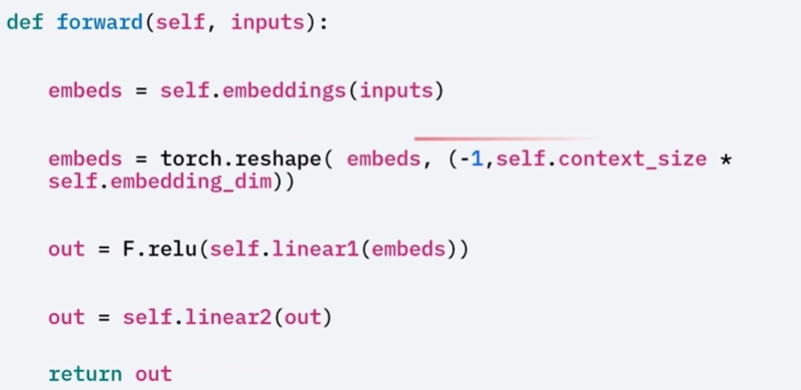 def forward(self, inputs):
embeds = self.embeddings(inputs)
embeds = torch.reshape( embeds, (-1,self.context_size *
self.embedding_dim))
out = F.relu(self.linear1(embeds))
out = self.linear2(out)
return out